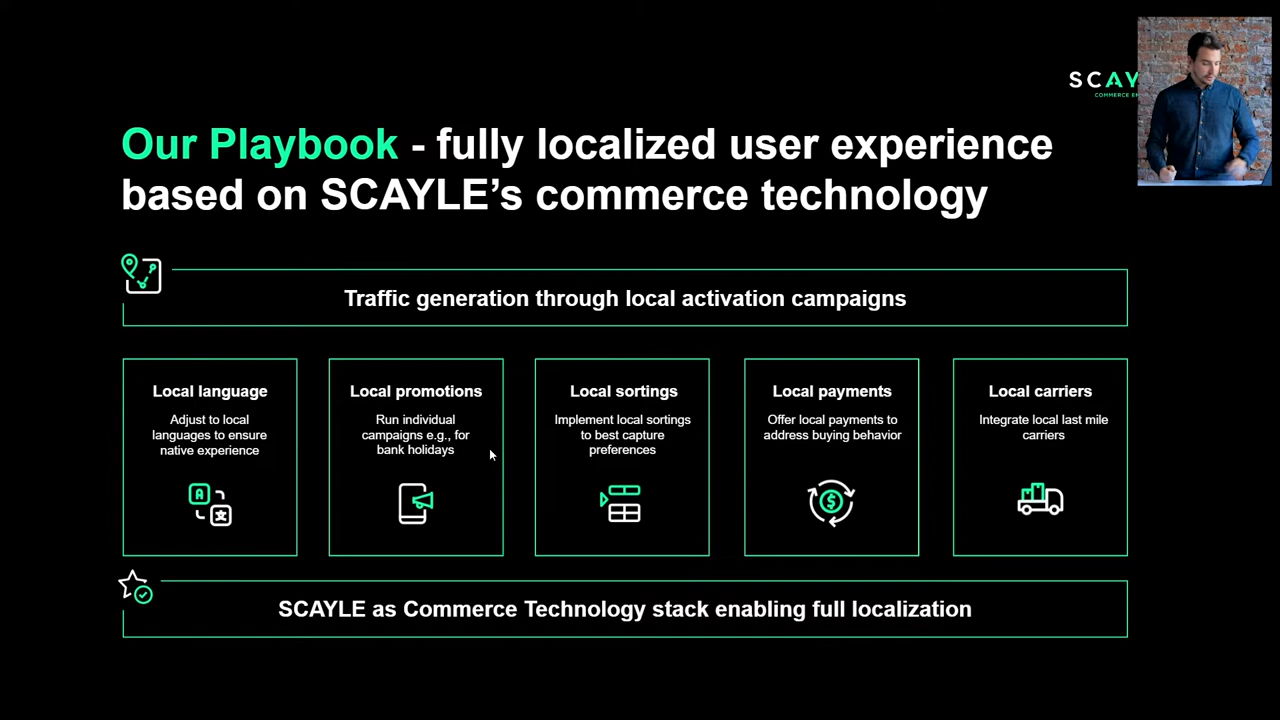 SCAY
COMMERCE EN
Our Playbook - fully localized user experience
based on SCAYLE’s commerce technology
Traffic generation through local activation campaigns
Local language
Adjust to local
languages to ensure
native experience
A
Local promotions
Run individual
campaigns e.g., for
bank holidays
Local sortings
Implement local sortings
to best capture
preferences
Local payments
Offer local payments to
address buying behavior
$
Local carriers
Integrate local last mile
carriers
SCAYLE as Commerce Technology stack enabling full localization